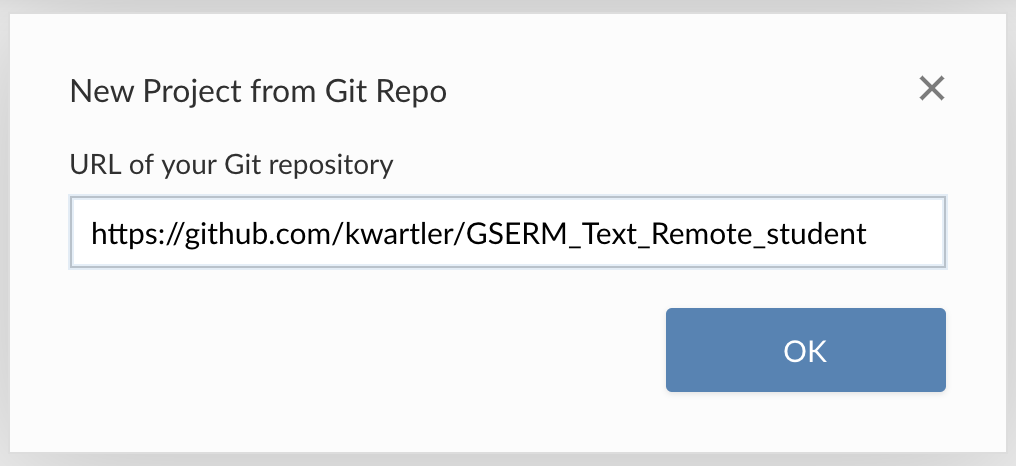 New Project from Git Repo
URL of your Git repository
https://github.com/kwartler/GSERM_Text_Remote_student
OK